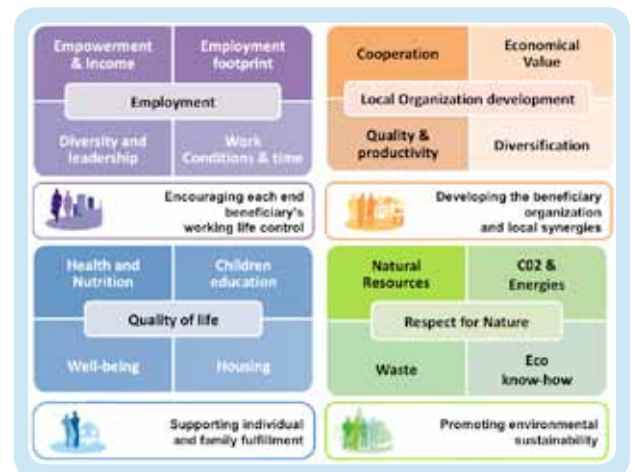 Empowerment
& Income
Employment
footprint
Employment
Diversity and
leadership
Work
Conditions & time
Encouraging each end
beneficiary's
working life control
Cooperation
Economical
Value
Local Organization development
Quality &
productivity
Diversification
Developing the beneficiary
organization
and local synergies
Health and
Nutrition
Children
education
Quality of life
Well-being
Housing
Supporting individual
and family fulfillment
Natural
Resources
C02 &
Energies
Respect for Nature
Waste
Eco
know-how
Promoting environmental
sustainability